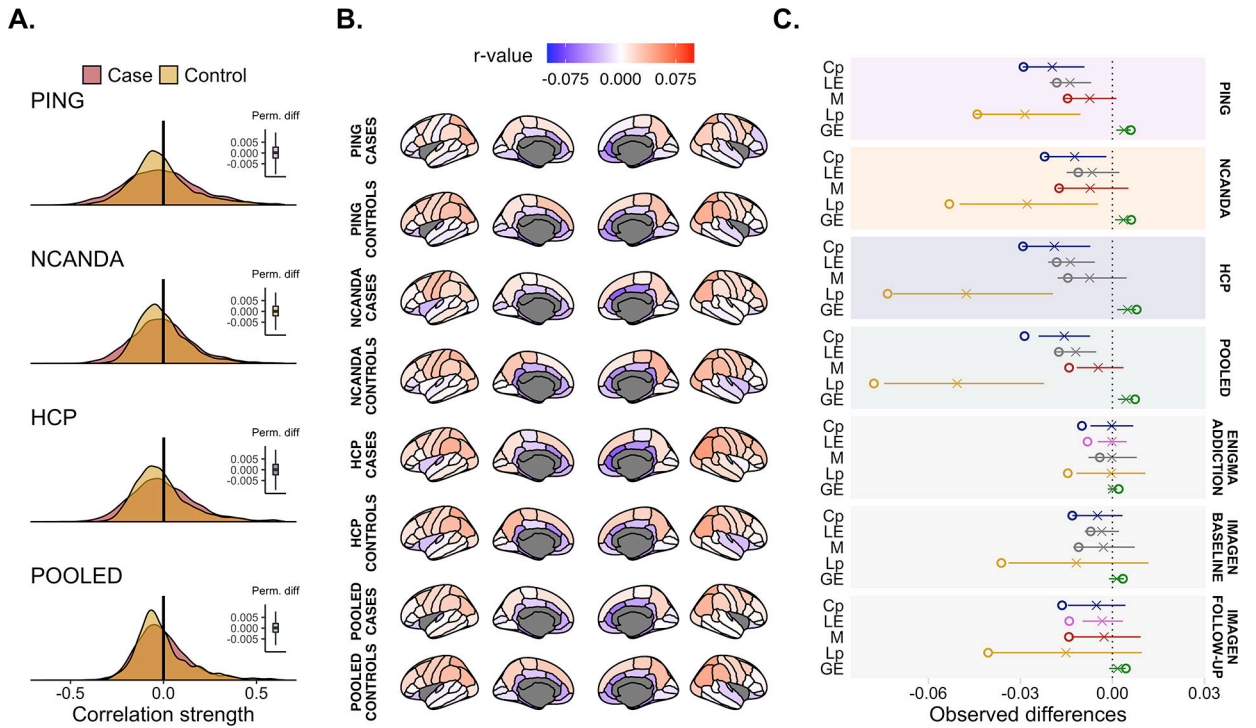 A.
Case
Control
PING
Perm. diff
0.005
0.000
-0.005
NCANDA
Perm. diff
0.005
0.000
-0.005
HCP
Perm. diff
0.005
0.000
-0.005
POOLED
Perm. diff
0.005
0.000
-0.005
-0.5
0.0
0.5
Correlation strength
B.
r-value
-0.075
0.000
0.075
PING
CASES
PING
CONTROLS
NCANDA
CASES
NCANDA
CONTROLS
HCP
CASES
HCP
CONTROLS
POOLED
CASES
POOLED
CONTROLS
C.
Cp
LE
M
Lp
GE
PING
Cp
LE
M
Lp
GE
NCANDA
Cp
LE
M
Lp
GE
HCP
Cp
LE
M
Lp
GE
POOLED
Cp
LE
M
Lp
GE
ENIGMA
ADDICTION
Cp
LE
M
Lp
GE
IMAGEN
BASELINE
Cp
LE
M
Lp
GE
IMAGEN
FOLLOW-UP
-0.06
-0.03
0.00
0.03
Observed differences